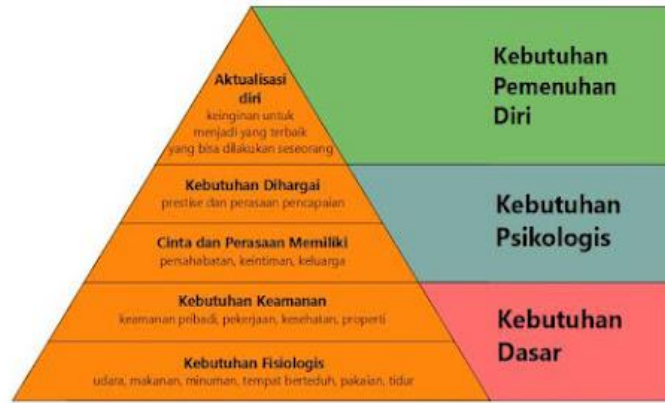 Aktualisasi
diri
keinginan untuk
menjadi yang terbaik
yang bisa dilakukan seseorang
Kebutuhan
Pemenuhan
Diri
Kebutuhan Dihargai
prestise dan perasaan pencapaian
Cinta dan Perasaan Memiliki
persahabatan, keintiman, keluarga
Kebutuhan
Psikologis
Kebutuhan Keamanan
keamanan pribadi, pekerjaan, kesehatan, properti
Kebutuhan Fisiologis
udara, makanan, minuman, tempat berteduh, pakaian, tidur
Kebutuhan
Dasar